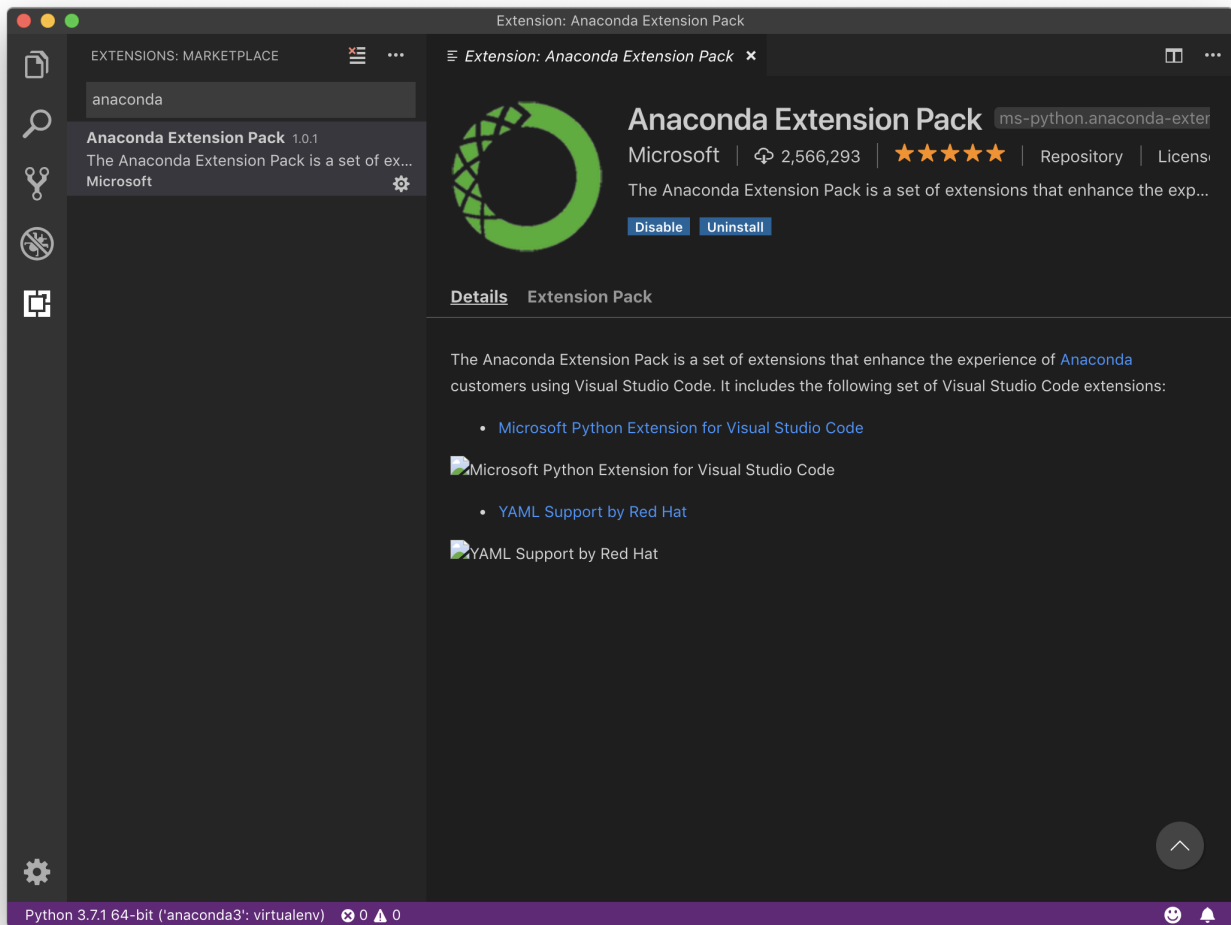 Extension: Anaconda Extension Pack
EXTENSIONS: MARKETPLACE
anaconda
Anaconda Extension Pack 1.0.1
The Anaconda Extension Pack is a set of ex...
Microsoft
Extension: Anaconda Extension Pack
Anaconda Extension Pack ms-python.anaconda-exter
Microsoft 2,566,293 Repository Licens
The Anaconda Extension Pack is a set of extensions that enhance the exp...
Disable Uninstall
Details Extension Pack
The Anaconda Extension Pack is a set of extensions that enhance the experience of Anaconda
customers using Visual Studio Code. It includes the following set of Visual Studio Code extensions:
• Microsoft Python Extension for Visual Studio Code
Microsoft Python Extension for Visual Studio Code
• YAML Support by Red Hat
YAML Support by Red Hat
Python 3.7.1 64-bit ('anaconda3': virtualenv) 0 0